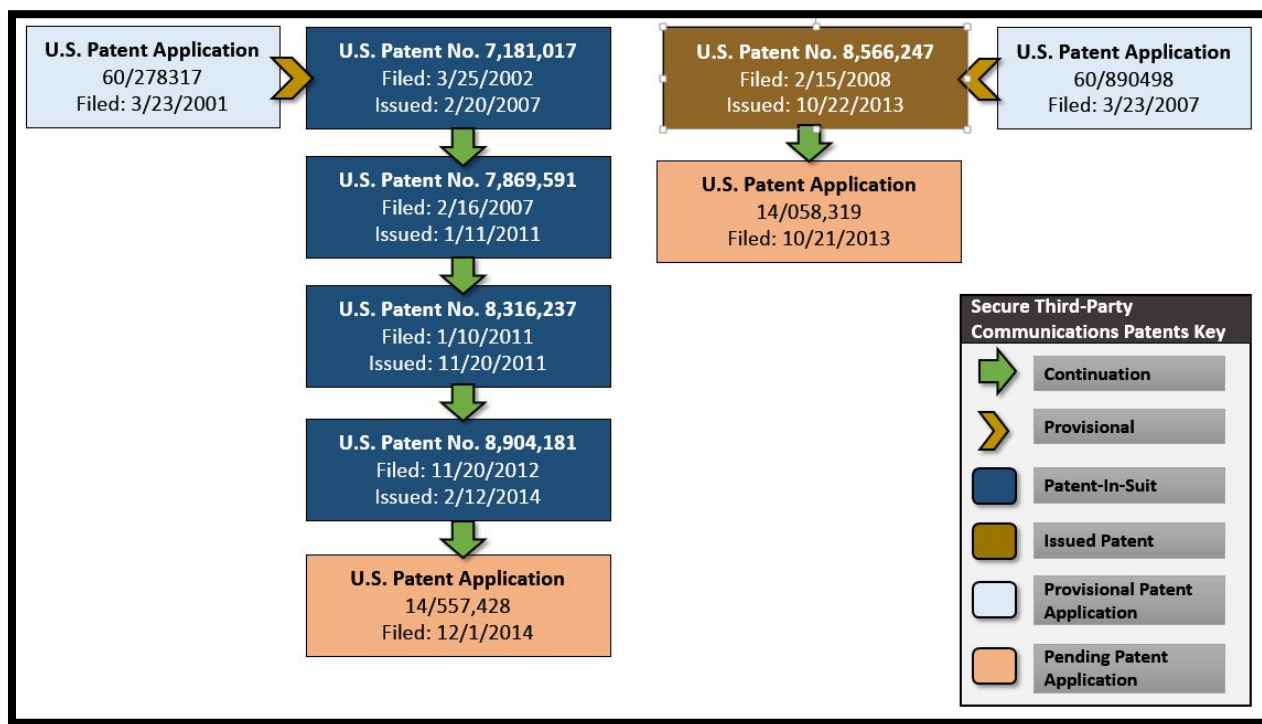 U.S. Patent Application
60/278317
Filed: 3/23/2001
U.S. Patent No. 7,181,017
Filed: 3/25/2002
Issued: 2/20/2007
U.S. Patent No. 8,566,247
Filed: 2/15/2008
Issued: 10/22/2013
U.S. Patent Application
60/890498
Filed: 3/23/2007
U.S. Patent No. 7,869,591
Filed: 2/16/2007
Issued: 1/11/2011
U.S. Patent Application
14/058,319
Filed: 10/21/2013
U.S. Patent No. 8,316,237
Filed: 1/10/2011
Issued: 11/20/2011
U.S. Patent No. 8,904,181
Filed: 11/20/2012
Issued: 2/12/2014
U.S. Patent Application
14/557,428
Filed: 12/1/2014
Secure Third-Party
Communications Patents Key
Continuation
Provisional
Patent-In-Suit
Issued Patent
Provisional Patent
Application
Pending Patent
Application